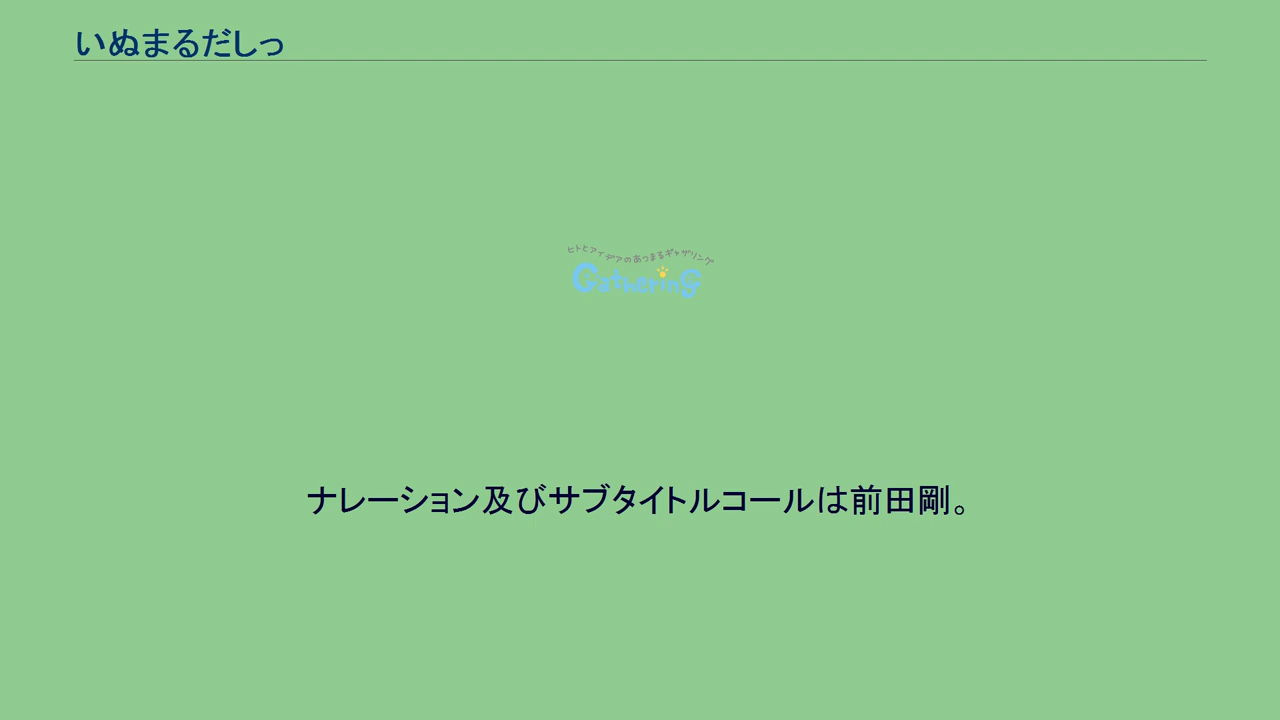 いぬまるだしっ
ヒトとアイデアのあつまるギャザリング
Gathering
ナレーション及びサブタイトルコールは前田剛。